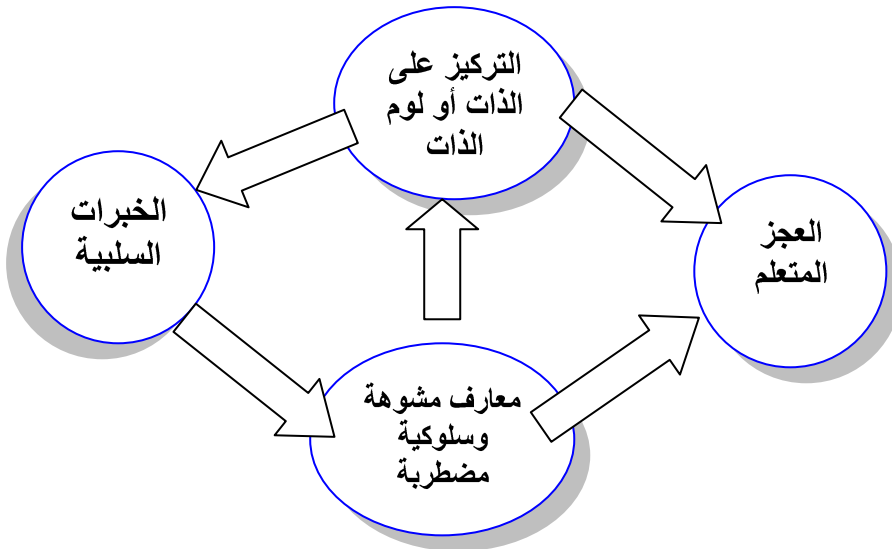 التركيز على
الذات أو لوم
الذات
الخبرات
السلبية
العجز
المتعلم
معارف مشوهة
وسلوكية
مضطربة